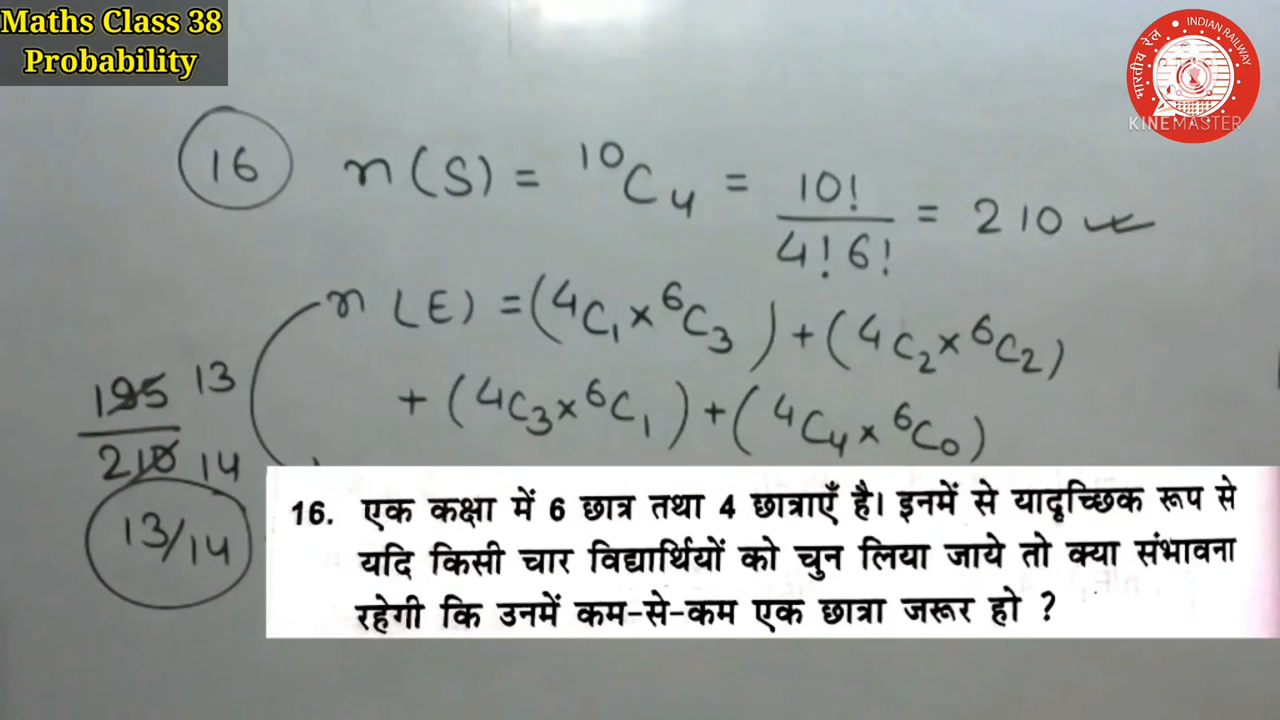 Maths Class 38
Probability
भारतीय रेल
INDIAN RAILWAY
KINEMASTER
16 n(S) = ¹⁰C₄ = 10!/4!6! = 210
n(E) = (⁴C₁ × ⁶C₃) + (⁴C₂ × ⁶C₂)
+ (⁴C₃ × ⁶C₁) + (⁴C₄ × ⁶C₀)
195 13
210 14
13/14
16. एक कक्षा में 6 छात्र तथा 4 छात्राएँ है। इनमें से यादृच्छिक रूप से
यदि किसी चार विद्यार्थियों को चुन लिया जाये तो क्या संभावना
रहेगी कि उनमें कम-से-कम एक छात्रा जरूर हो ?